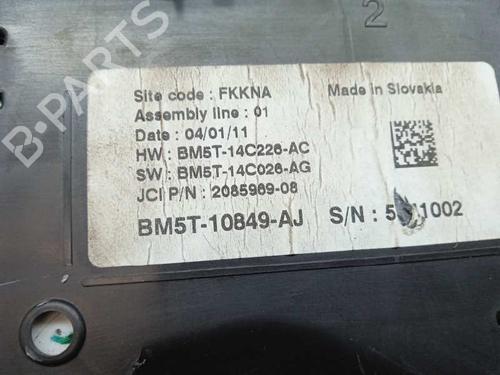 2
B-PARTS
Site code : FKKNA
Made in Slovakia
Assembly line : 01
Date : 04/01/11
HW : BM5T-14C226-AC
SW : BM5T-14C026-AG
JCI P/N : 2085969-08
BM5T-10849-AJ
S/N :